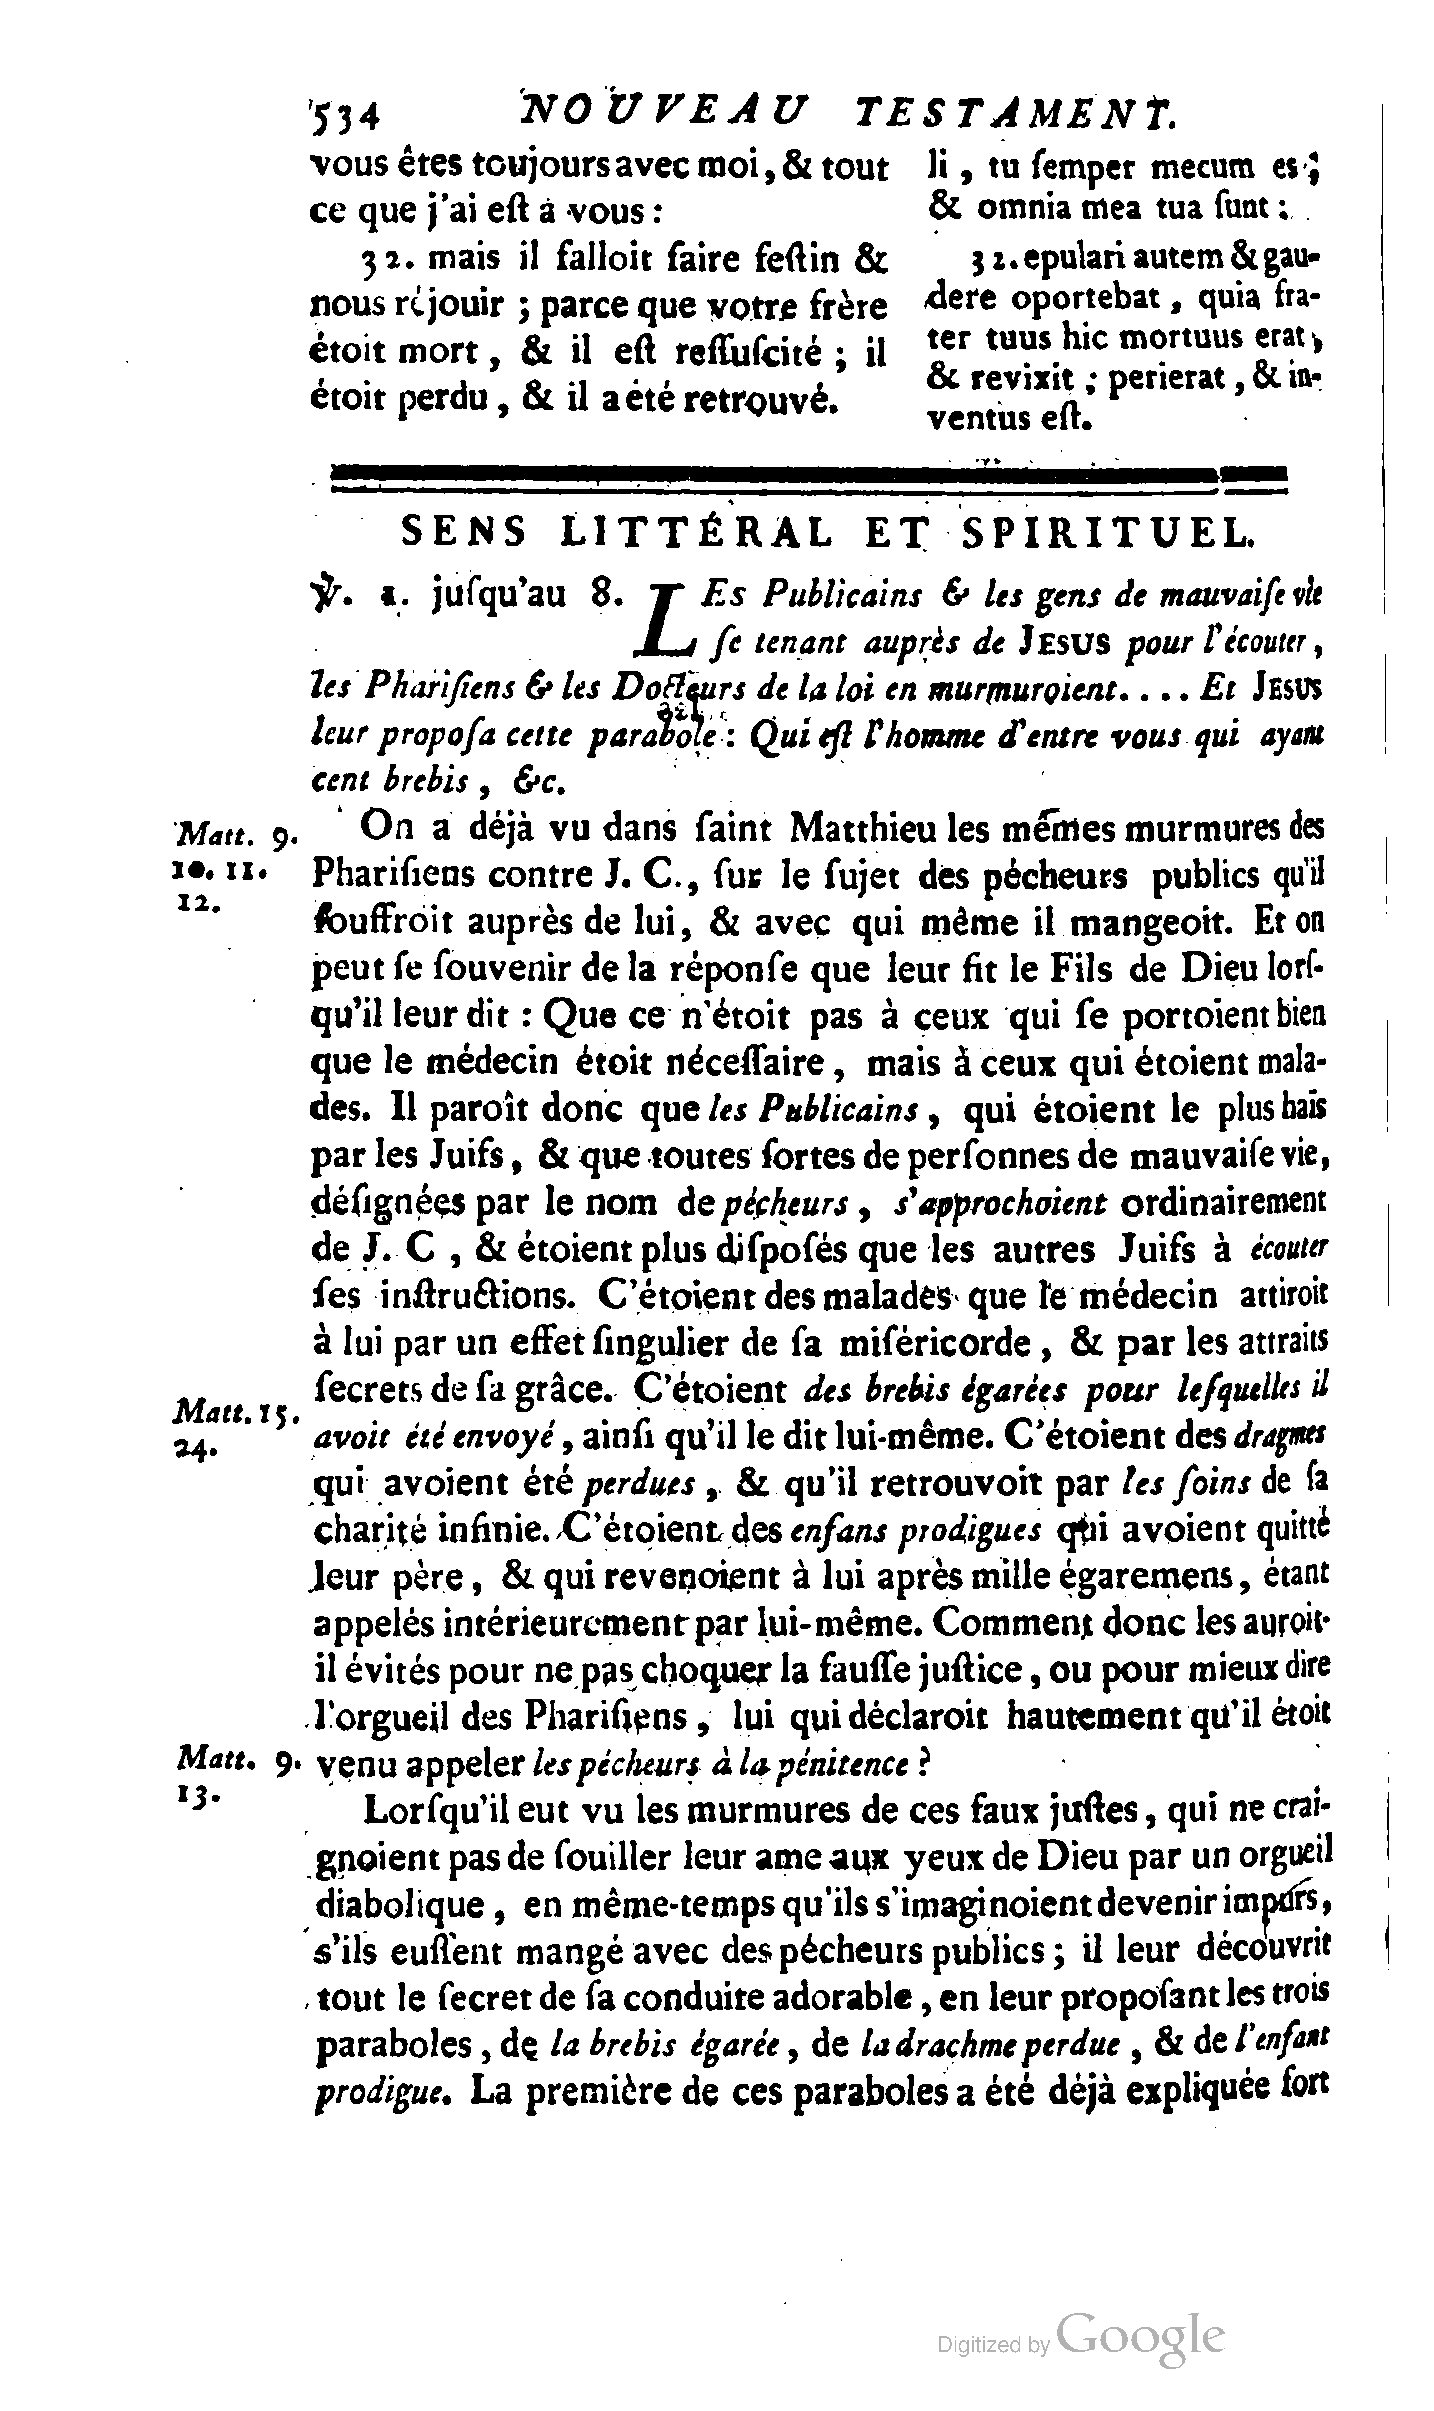 534 NOUVEAU TESTAMENT.
vous êtes toujours avec moi, & tout
ce que j'ai eſt à vous :
32. mais il falloit faire feſtin &
nous réjouir ; parce que votre frère
étoit mort, & il eſt reſſuſcité ; il
étoit perdu, & il a été retrouvé.
li, tu ſemper mecum es ;
& omnia mea tua ſunt ;
32. epulari autem & gau-
dere oportebat, quia fra-
ter tuus hic mortuus erat,
& revixit ; perierat, & in-
ventus eſt.
SENS LITTÉRAL ET SPIRITUEL.
℣. 1. juſqu'au 8. LEs Publicains & les gens de mauvaiſe vie
ſe tenant auprès de JESUS pour l'écouter,
les Phariſiens & les Docteurs de la loi en murmuroient.... Et JESUS
leur propoſa cette parabole : Qui eſt l'homme d'entre vous qui ayant
cent brebis, &c.
Matt. 9.
10. 11.
12.
On a déjà vu dans ſaint Matthieu les mêmes murmures des
Phariſiens contre J. C., ſur le ſujet des pécheurs publics qu'il
ſouffroit auprès de lui, & avec qui même il mangeoit. Et on
peut ſe ſouvenir de la réponſe que leur fit le Fils de Dieu lorſ-
qu'il leur dit : Que ce n'étoit pas à ceux qui ſe portoient bien
que le médecin étoit néceſſaire, mais à ceux qui étoient mala-
des. Il paroît donc que les Publicains, qui étoient le plus haïs
par les Juifs, & que toutes ſortes de perſonnes de mauvaiſe vie,
déſignées par le nom de pécheurs, s'approchoient ordinairement
de J. C, & étoient plus diſpoſés que les autres Juifs à écouter
ſes inſtructions. C'étoient des malades que le médecin attiroit
à lui par un effet ſingulier de ſa miſéricorde, & par les attraits
ſecrets de ſa grâce. C'étoient des brebis égarées pour leſquelles il
Matt. 15.
24.
avoit été envoyé, ainſi qu'il le dit lui-même. C'étoient des dragmes
qui avoient été perdues, & qu'il retrouvoit par les ſoins de ſa
charité infinie. C'étoient des enfans prodigues qui avoient quitté
leur père, & qui revenoient à lui après mille égaremens, étant
appelés intérieurement par lui-même. Comment donc les auroit-
il évités pour ne pas choquer la fauſſe juſtice, ou pour mieux dire
l'orgueil des Phariſiens, lui qui déclaroit hautement qu'il étoit
Matt. 9.
13.
venu appeler les pécheurs à la pénitence ?
Lorſqu'il eut vu les murmures de ces faux juſtes, qui ne crai-
gnoient pas de ſouiller leur ame aux yeux de Dieu par un orgueil
diabolique, en même-temps qu'ils s'imaginoient devenir impurs,
s'ils euſſent mangé avec des pécheurs publics ; il leur découvrit
tout le ſecret de ſa conduite adorable, en leur propoſant les trois
paraboles, de la brebis égarée, de la drachme perdue, & de l'enfant
prodigue. La première de ces paraboles a été déjà expliquée fort
Digitized by Google